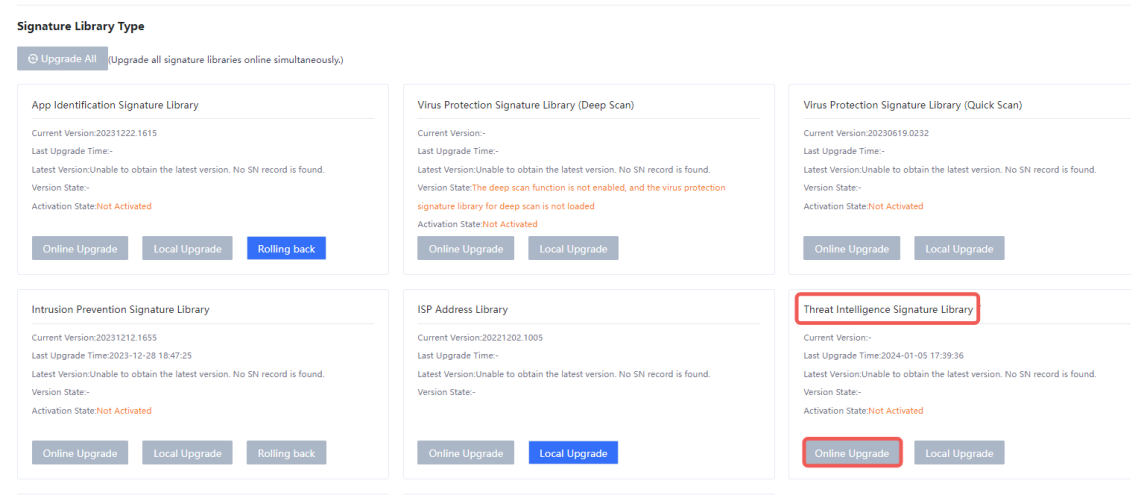 Signature Library Type
Upgrade All (Upgrade all signature libraries online simultaneously.)
App Identification Signature Library
Current Version:20231222.1615
Last Upgrade Time:-
Latest Version:Unable to obtain the latest version. No SN record is found.
Version State:-
Activation State:Not Activated
Online Upgrade
Local Upgrade
Rolling back
Virus Protection Signature Library (Deep Scan)
Current Version:-
Last Upgrade Time:-
Latest Version:Unable to obtain the latest version. No SN record is found.
Version State:The deep scan function is not enabled, and the virus protection
signature library for deep scan is not loaded
Activation State:Not Activated
Online Upgrade
Local Upgrade
Virus Protection Signature Library (Quick Scan)
Current Version:20230619.0232
Last Upgrade Time:-
Latest Version:Unable to obtain the latest version. No SN record is found.
Version State:-
Activation State:Not Activated
Online Upgrade
Local Upgrade
Intrusion Prevention Signature Library
Current Version:20231212.1655
Last Upgrade Time:2023-12-28 18:47:25
Latest Version:Unable to obtain the latest version. No SN record is found.
Version State:-
Activation State:Not Activated
Online Upgrade
Local Upgrade
Rolling back
ISP Address Library
Current Version:20221202.1005
Last Upgrade Time:-
Latest Version:Unable to obtain the latest version. No SN record is found.
Version State:-
Online Upgrade
Local Upgrade
Threat Intelligence Signature Library
Current Version:-
Last Upgrade Time:2024-01-05 17:39:36
Latest Version:Unable to obtain the latest version. No SN record is found.
Version State:-
Activation State:Not Activated
Online Upgrade
Local Upgrade